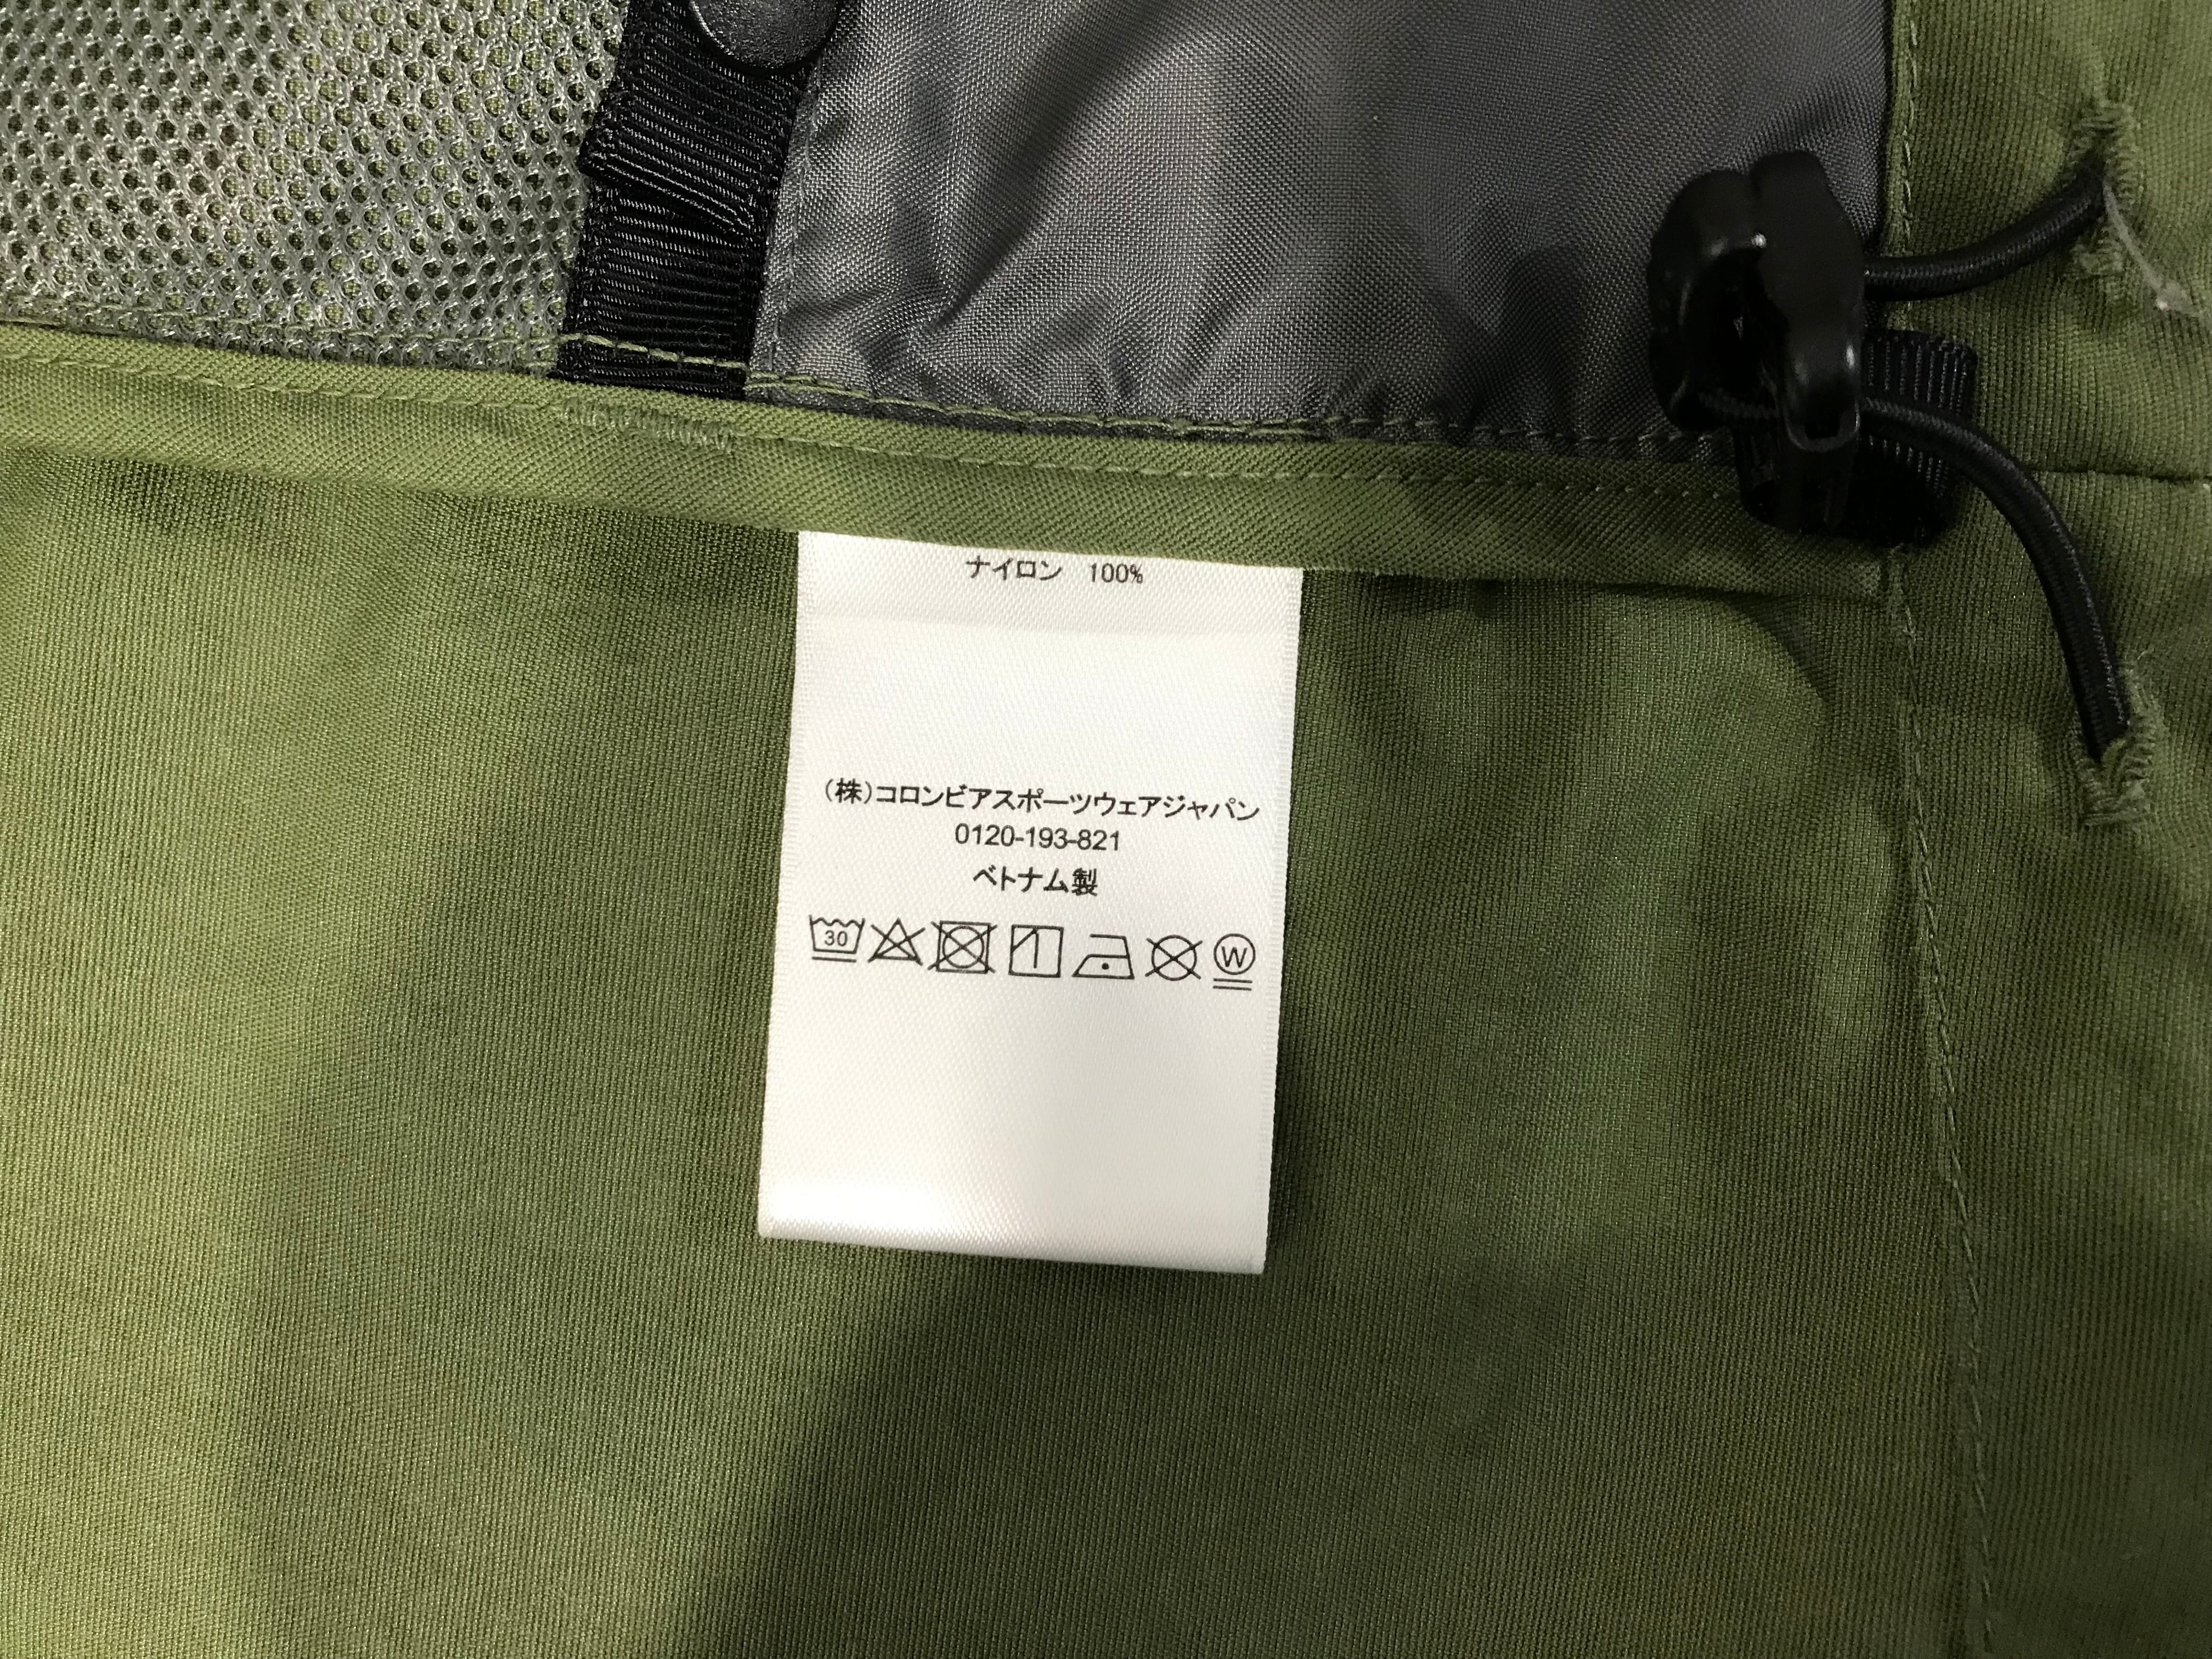 ナイロン 100%
(株)コロンビアスポーツウェアジャパン
0120-193-821
ベトナム製
30 W